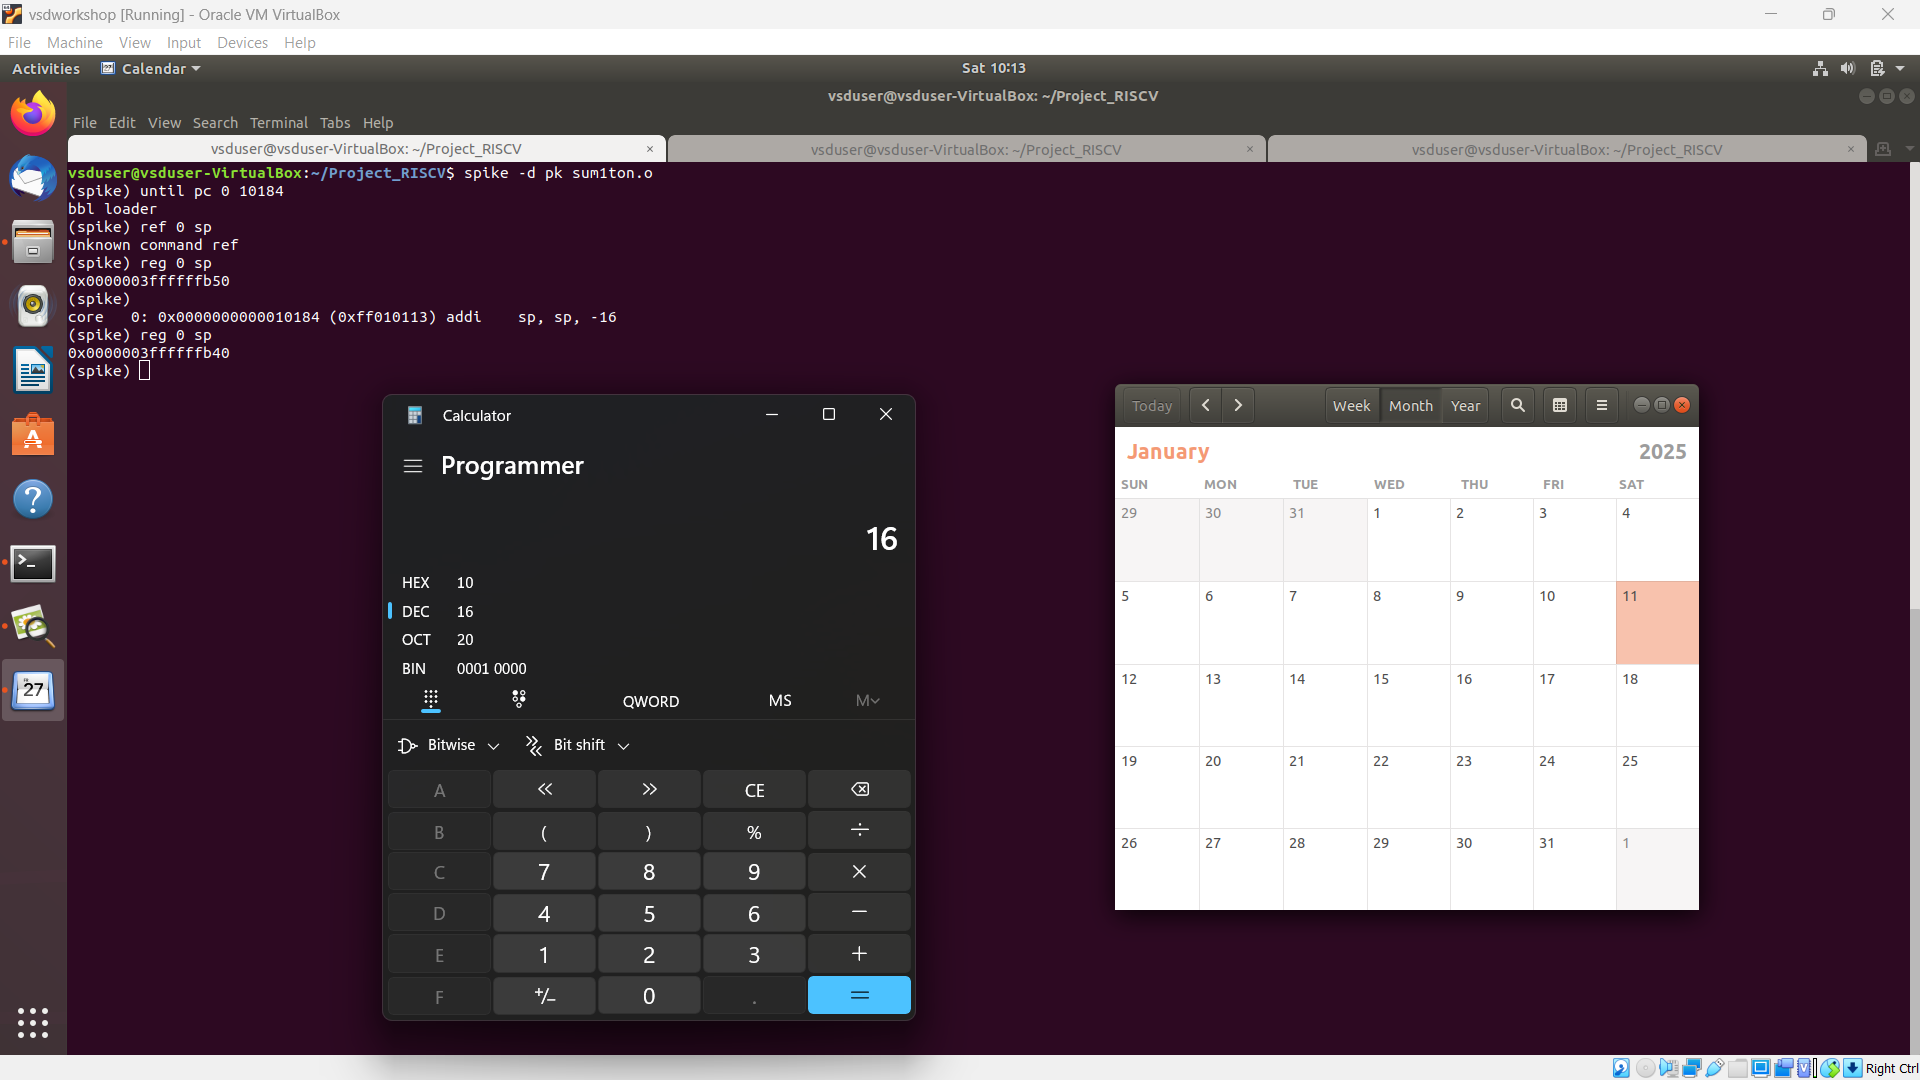 vsdworkshop [Running] - Oracle VM VirtualBox
File Machine View Input Devices Help
Activities Calendar Sat 10:13
vsduser@vsduser-VirtualBox: ~/Project_RISCV
File Edit View Search Terminal Tabs Help
vsduser@vsduser-VirtualBox: ~/Project_RISCV × vsduser@vsduser-VirtualBox: ~/Project_RISCV × vsduser@vsduser-VirtualBox: ~/Project_RISCV ×
vsduser@vsduser-VirtualBox:~/Project_RISCV$ spike -d pk sum1ton.o
(spike) until pc 0 10184
bbl loader
(spike) ref 0 sp
Unknown command ref
(spike) reg 0 sp
0x0000003ffffffb50
(spike)
core   0: 0x0000000000010184 (0xff010113) addi    sp, sp, -16
(spike) reg 0 sp
0x0000003ffffffb40
(spike)
Calculator
Programmer
16
HEX 10
DEC 16
OCT 20
BIN 0001 0000
QWORD MS M
Bitwise Bit shift
A << >> CE
B ( ) % ÷
C 7 8 9 ×
D 4 5 6 −
E 1 2 3 +
F +/− 0 . =
Today Week Month Year
January 2025
SUN MON TUE WED THU FRI SAT
29 30 31 1 2 3 4
5 6 7 8 9 10 11
12 13 14 15 16 17 18
19 20 21 22 23 24 25
26 27 28 29 30 31 1
27
Right Ctrl